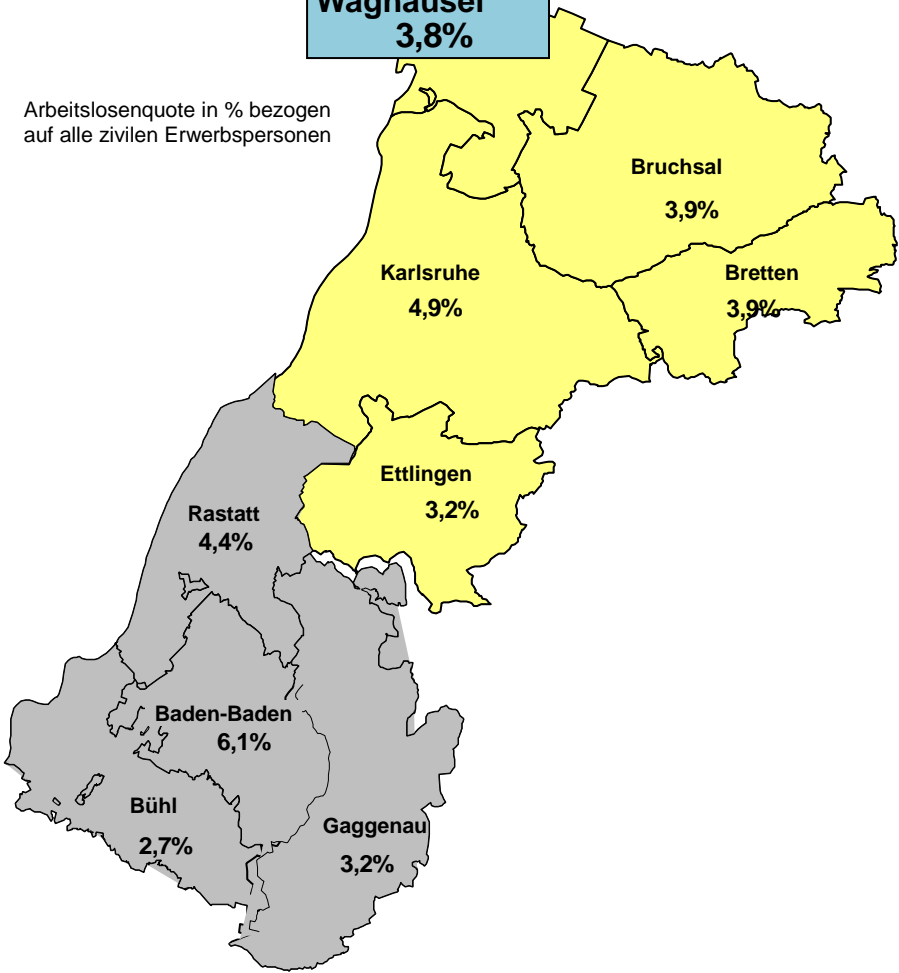 Waghäusel
3,8%
Arbeitslosenquote in % bezogen
auf alle zivilen Erwerbspersonen
Bruchsal
3,9%
Karlsruhe
4,9%
Bretten
3,9%
Ettlingen
3,2%
Rastatt
4,4%
Baden-Baden
6,1%
Bühl
2,7%
Gaggenau
3,2%